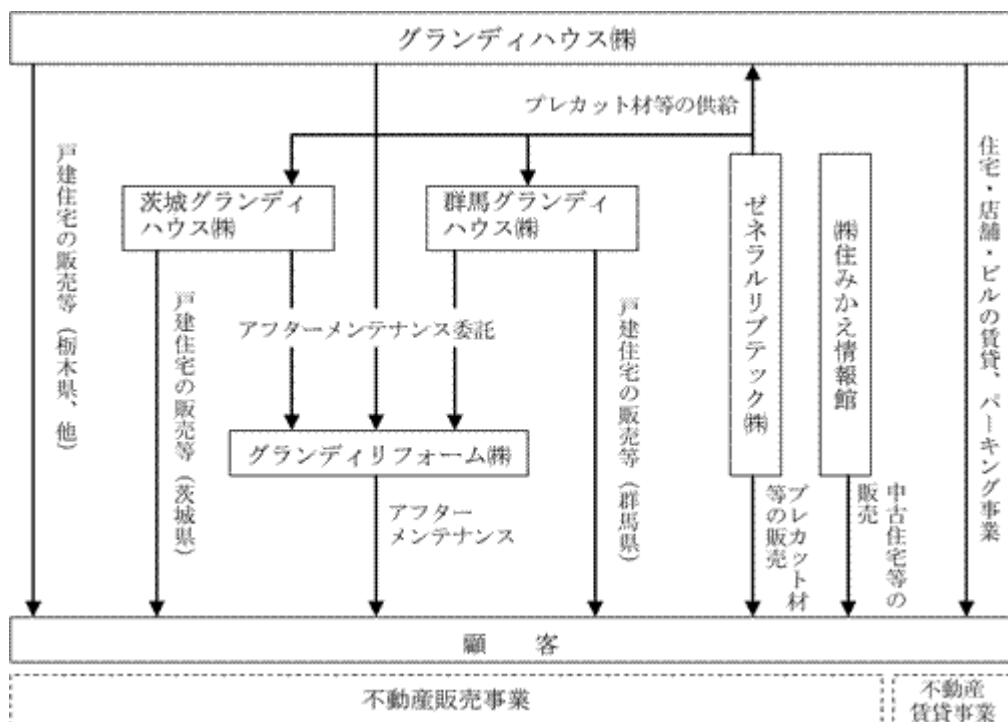 グランディハウス㈱
プレカット材等の供給
戸建住宅の販売等（栃木県、他）
茨城グランディ
ハウス㈱
群馬グランディ
ハウス㈱
ゼネラルリブテック㈱
㈱住みかえ情報館
住宅・店舗・ビルの賃貸、パーキング事業
戸建住宅の販売等（茨城県）
アフターメンテナンス委託
戸建住宅の販売等（群馬県）
グランディリフォーム㈱
アフター
メンテナンス
プレカット材
等の販売
中古住宅等の
販売
顧　客
不動産販売事業
不動産
賃貸事業